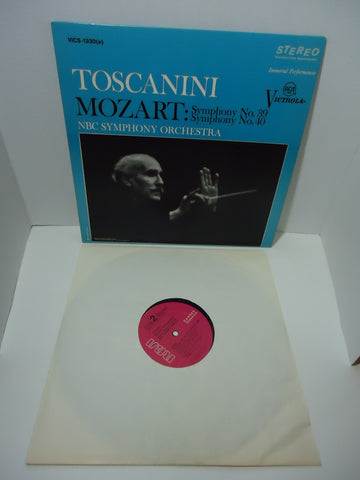 VICS-1330(e)
STEREO
Immortal Performances
TOSCANINI
RCA
VICTROLA
MOZART: Symphony No. 39
Symphony No. 40
NBC SYMPHONY ORCHESTRA
2
RCA